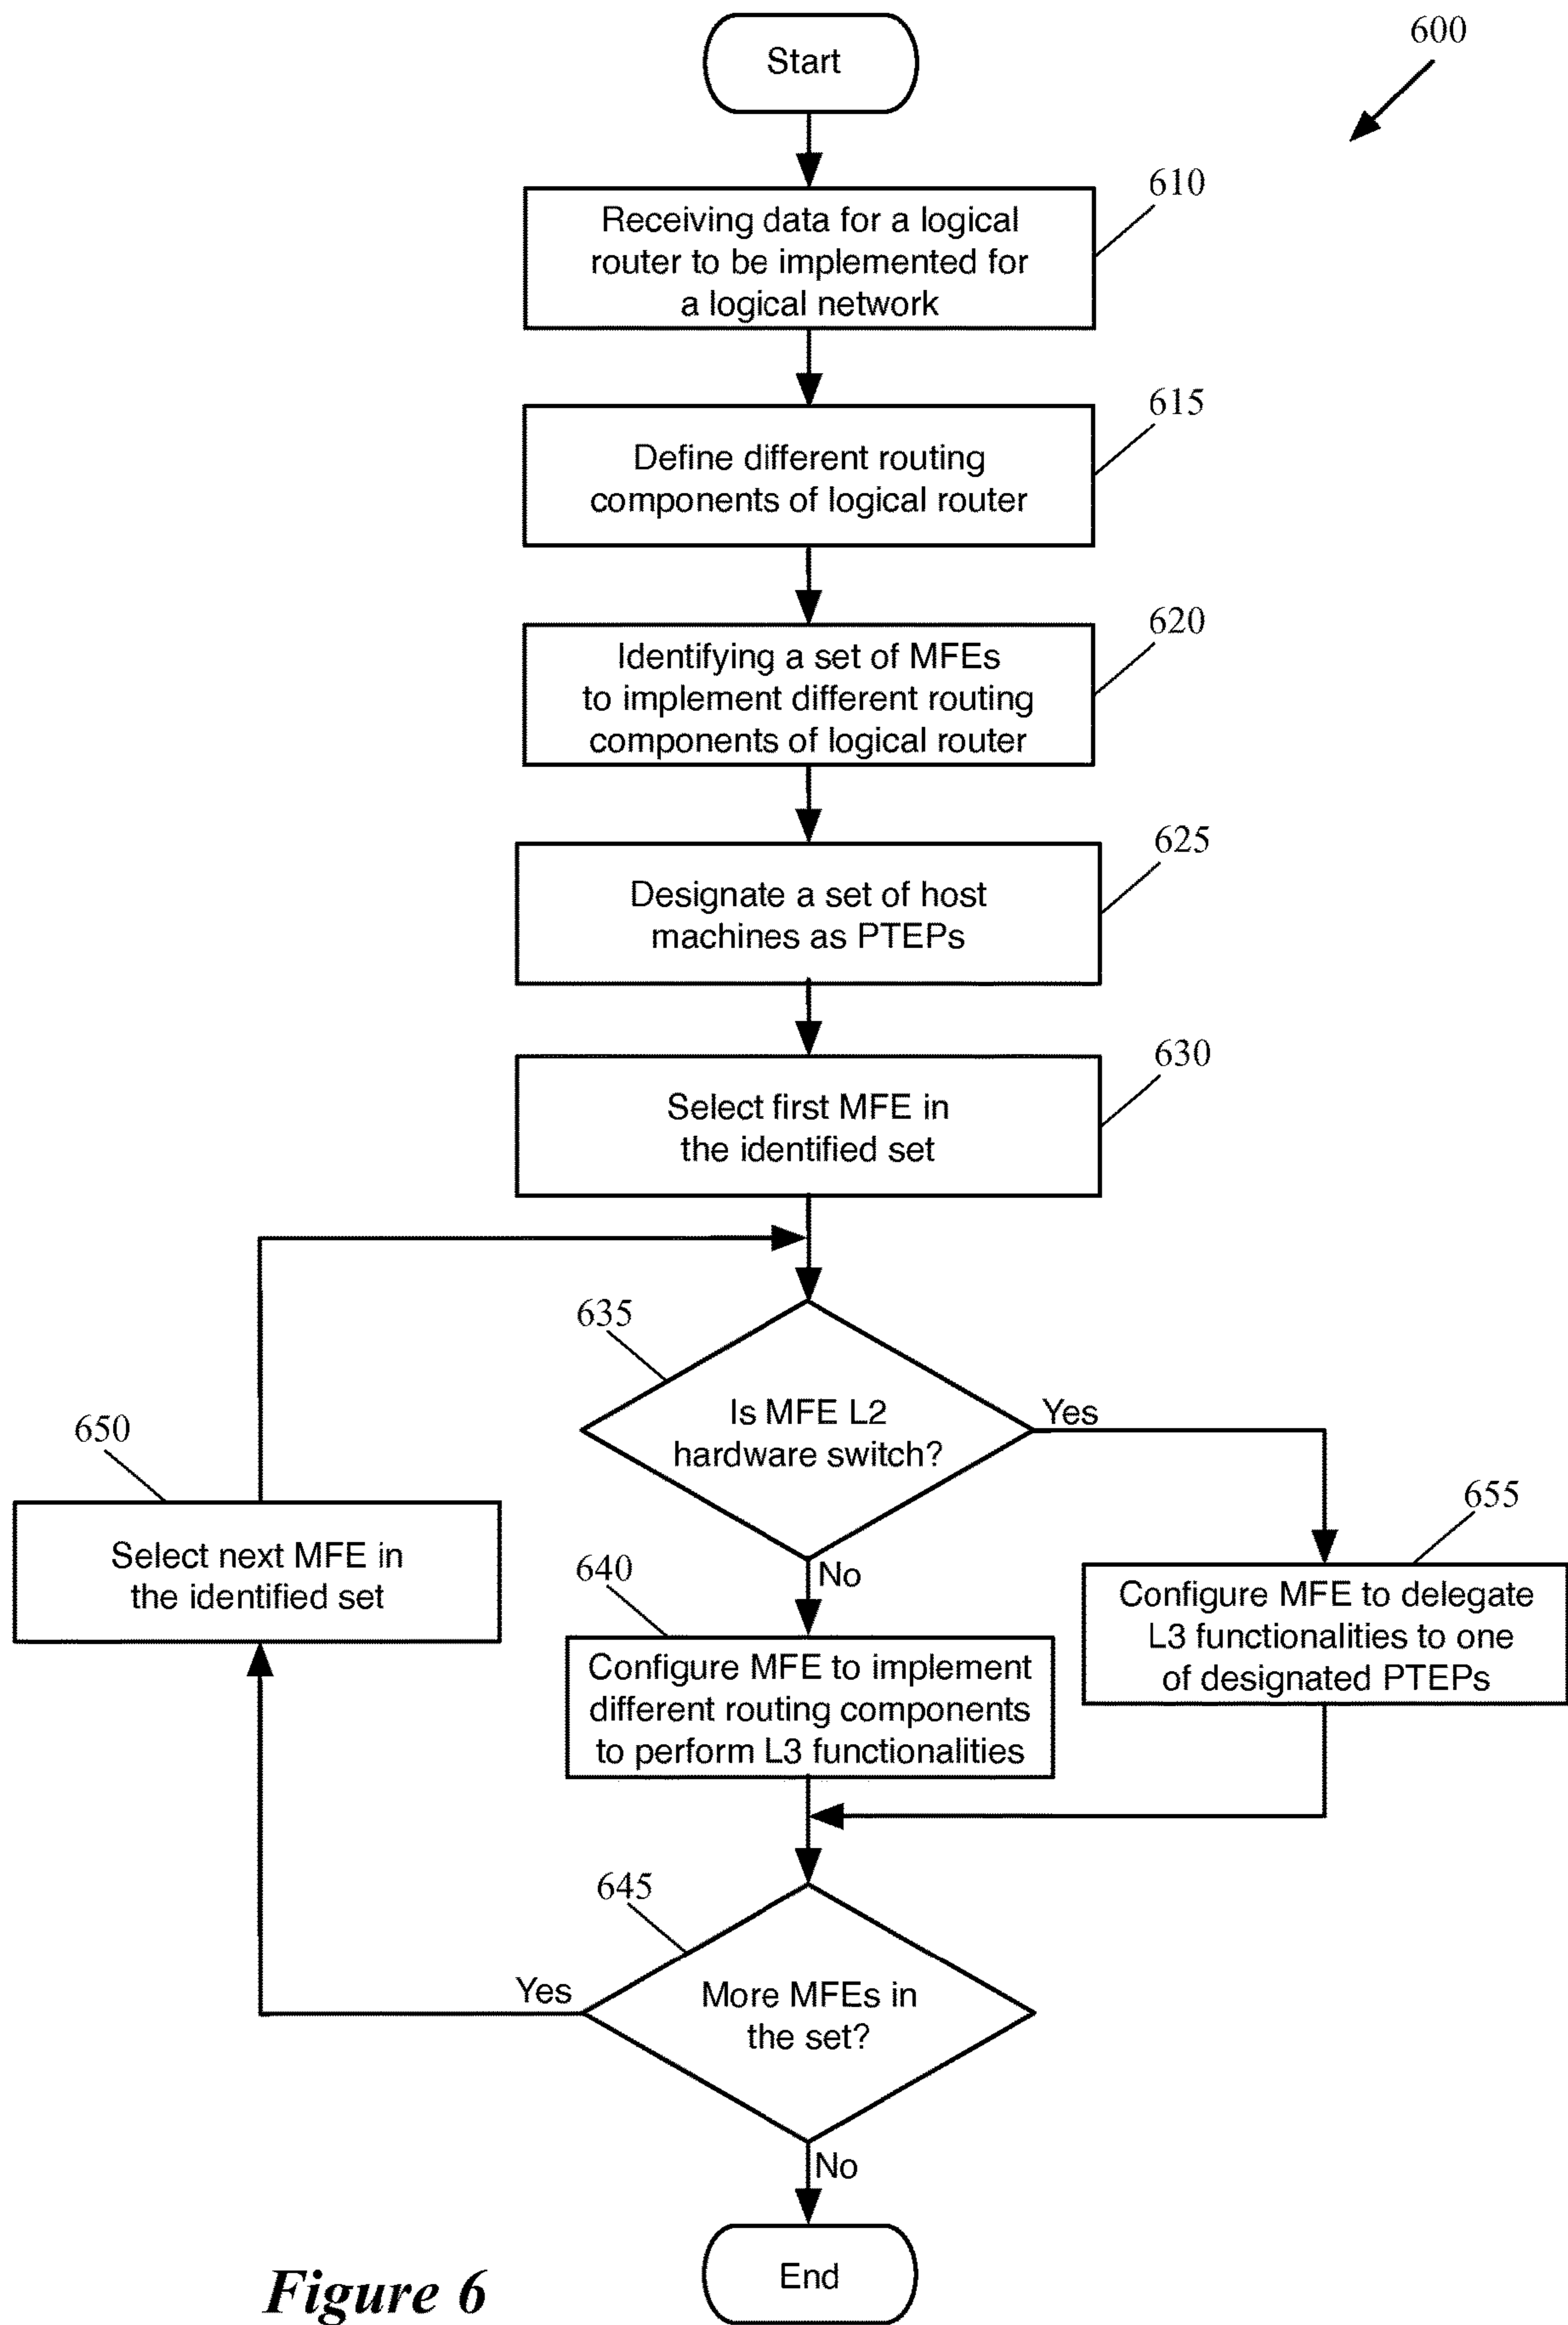 Start
600
610
Receiving data for a logical
router to be implemented for
a logical network
615
Define different routing
components of logical router
620
Identifying a set of MFEs
to implement different routing
components of logical router
625
Designate a set of host
machines as PTEPs
630
Select first MFE in
the identified set
635
Is MFE L2
hardware switch?
Yes
No
650
Select next MFE in
the identified set
640
Configure MFE to implement
different routing components
to perform L3 functionalities
655
Configure MFE to delegate
L3 functionalities to one
of designated PTEPs
645
More MFEs in
the set?
Yes
No
End
Figure 6